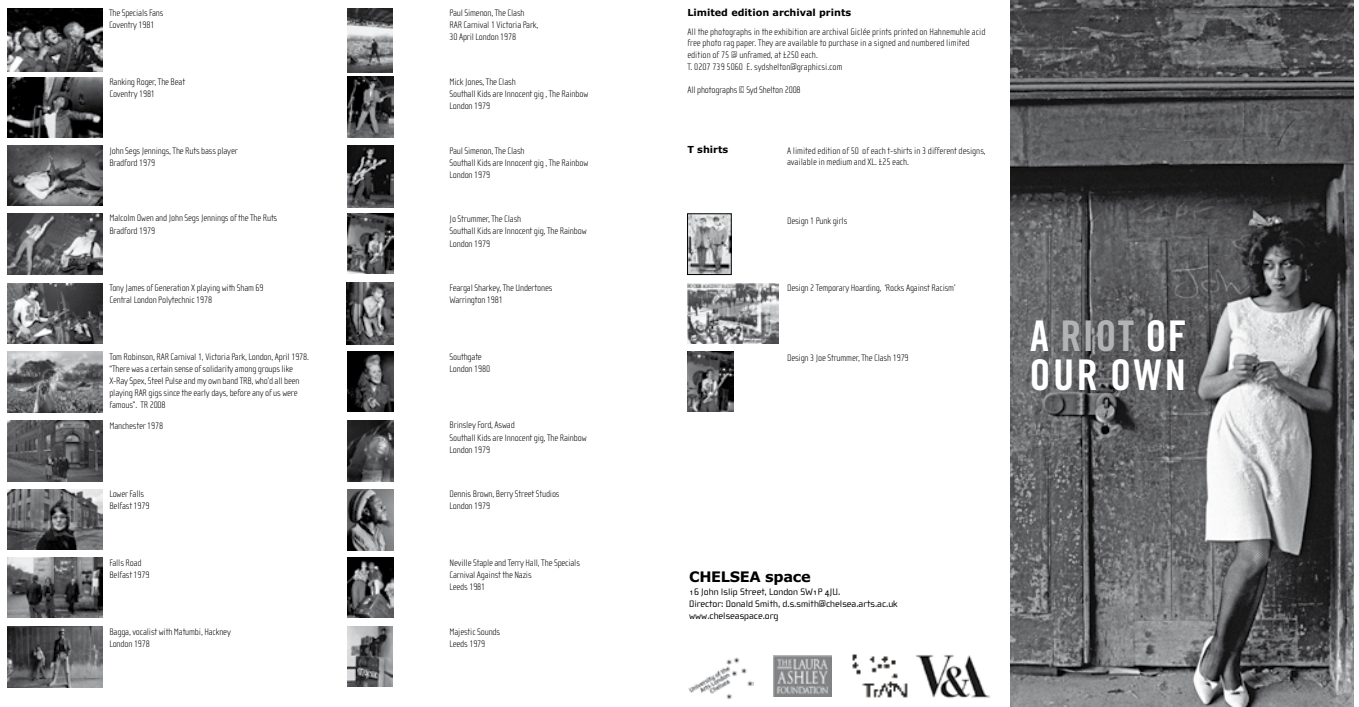 The Specials Fans
Coventry 1981
Ranking Roger, The Beat
Coventry 1981
John Segs Jennings, The Ruts bass player
Bradford 1979
Malcolm Owen and John Segs Jennings of the The Ruts
Bradford 1979
Tony James of Generation X playing with Sham 69
Central London Polytechnic 1978
Tom Robinson, RAR Carnival 1, Victoria Park, London, April 1978.
"There was a certain sense of solidarity among groups like
X-Ray Spex, Steel Pulse and my own band TRB, who'd all been
playing RAR gigs since the early days, before any of us were
famous". TR 2008
Manchester 1978
Lower Falls
Belfast 1979
Falls Road
Belfast 1979
Bagga, vocalist with Matumbi, Hackney
London 1978
Paul Simenon, The Clash
RAR Carnival 1 Victoria Park,
30 April London 1978
Mick Jones, The Clash
Southall Kids are Innocent gig , The Rainbow
London 1979
Paul Simenon, The Clash
Southall Kids are Innocent gig , The Rainbow
London 1979
Jo Strummer, The Clash
Southall Kids are Innocent gig, The Rainbow
London 1979
Feargal Sharkey, The Undertones
Warrington 1981
Southgate
London 1980
Brinsley Ford, Aswad
Southall Kids are Innocent gig, The Rainbow
London 1979
Dennis Brown, Berry Street Studios
London 1979
Neville Staple and Terry Hall, The Specials
Carnival Against the Nazis
Leeds 1981
Majestic Sounds
Leeds 1979
Limited edition archival prints
All the photographs in the exhibition are archival Giclée prints printed on Hahnemuhle acid
free photo rag paper. They are available to purchase in a signed and numbered limited
edition of 75 @ unframed, at £250 each.
T. 0207 739 5060 E. sydshelton@graphicsi.com
All photographs © Syd Shelton 2008
T shirts
A limited edition of 50 of each t-shirts in 3 different designs,
available in medium and XL. £25 each.
Design 1 Punk girls
Design 2 Temporary Hoarding, 'Rocks Against Racism'
Design 3 Joe Strummer, The Clash 1979
CHELSEA space
16 John Islip Street, London SW1P 4JU.
Director: Donald Smith, d.s.smith@chelsea.arts.ac.uk
www.chelseaspace.org
University of the
Arts London
Chelsea
THE LAURA
ASHLEY
FOUNDATION
TrAIN
V&A
John
A RIOT OF
OUR OWN